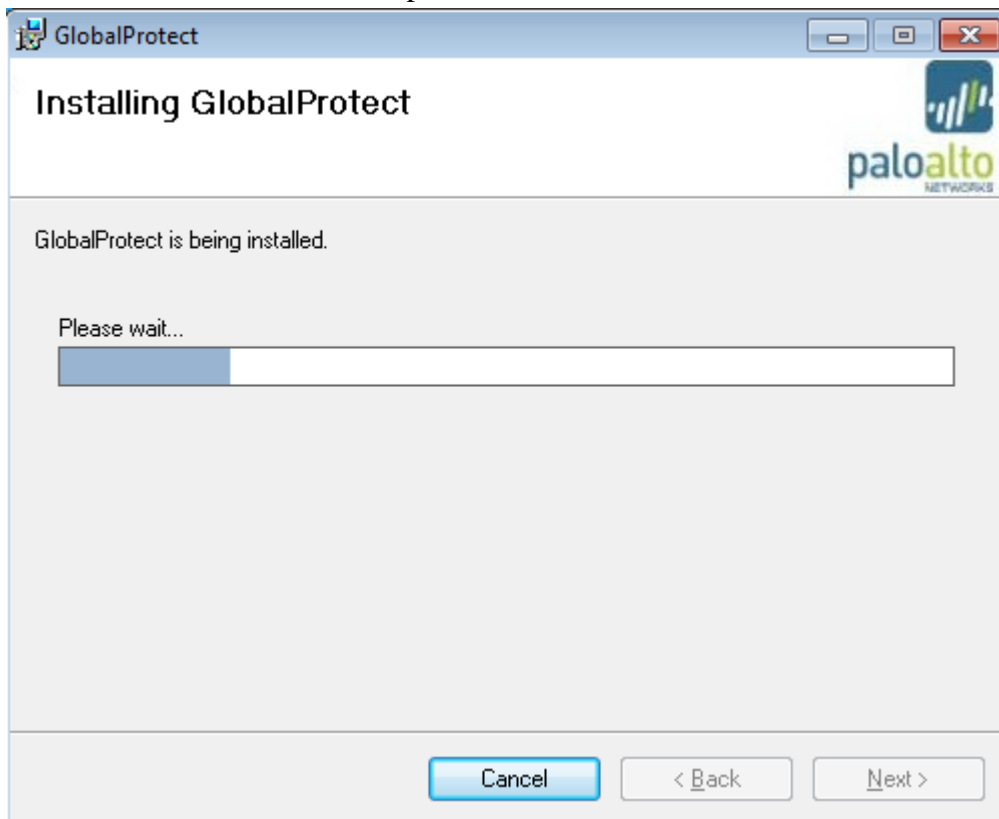 GlobalProtect
Installing GlobalProtect
paloalto
NETWORKS
GlobalProtect is being installed.
Please wait...
Cancel
< Back
Next >